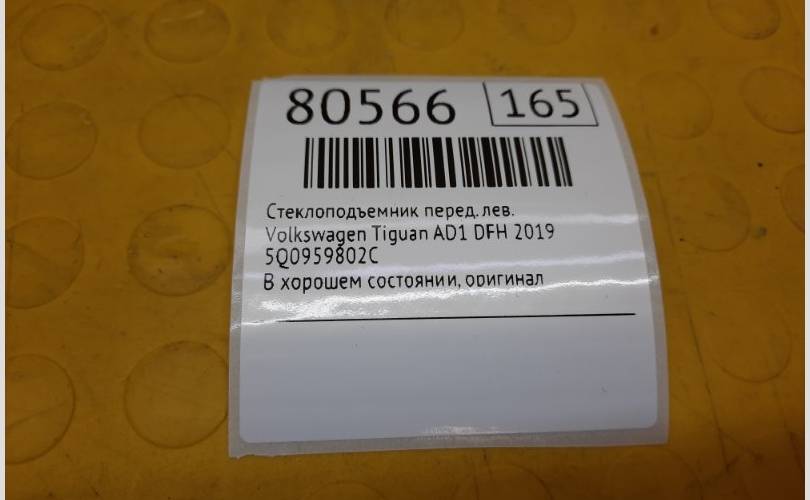 80566 165
Стеклоподъемник перед. лев.
Volkswagen Tiguan AD1 DFH 2019
5Q0959802C
В хорошем состоянии, оригинал